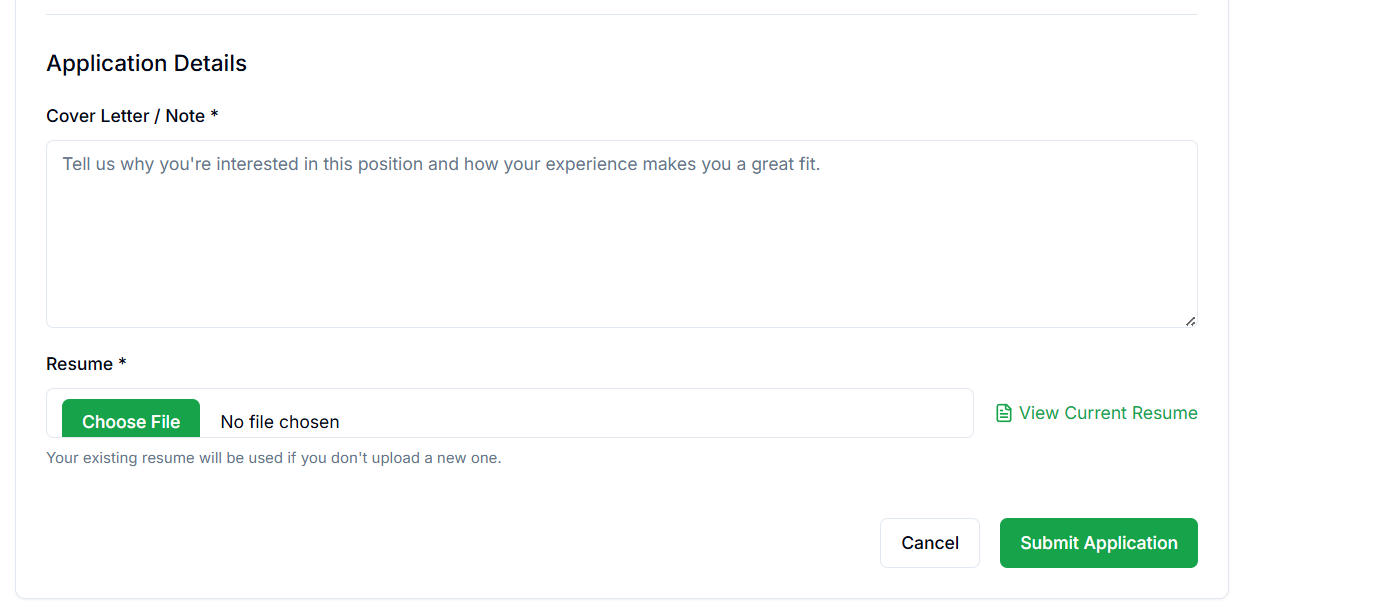 Application Details
Cover Letter / Note *
Tell us why you're interested in this position and how your experience makes you a great fit.
Resume *
Choose File No file chosen
View Current Resume
Your existing resume will be used if you don't upload a new one.
Cancel
Submit Application